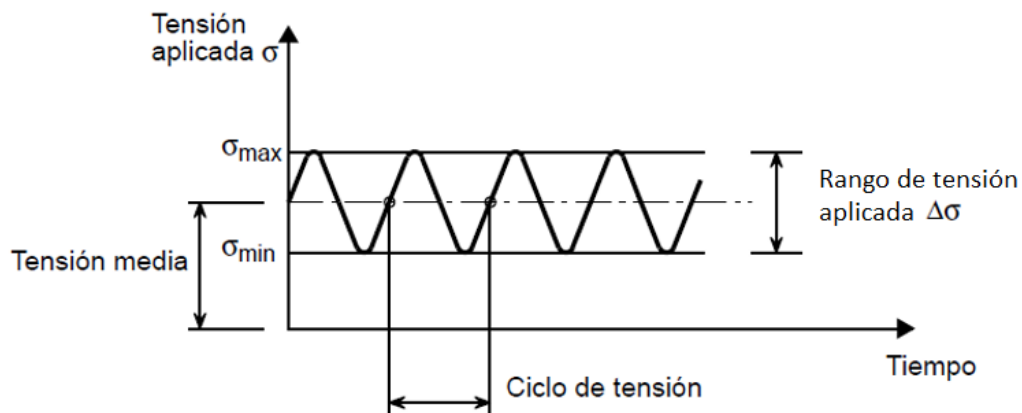 Tensión
aplicada σ
σmax
Rango de tensión
aplicada Δσ
σmin
Tensión media
Tiempo
Ciclo de tensión